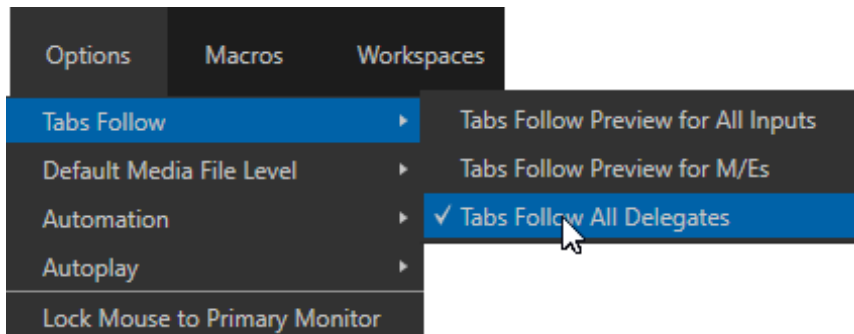 Options Macros Workspaces
Tabs Follow
Tabs Follow Preview for All Inputs
Default Media File Level
Tabs Follow Preview for M/Es
Automation
✓ Tabs Follow All Delegates
Autoplay
Lock Mouse to Primary Monitor